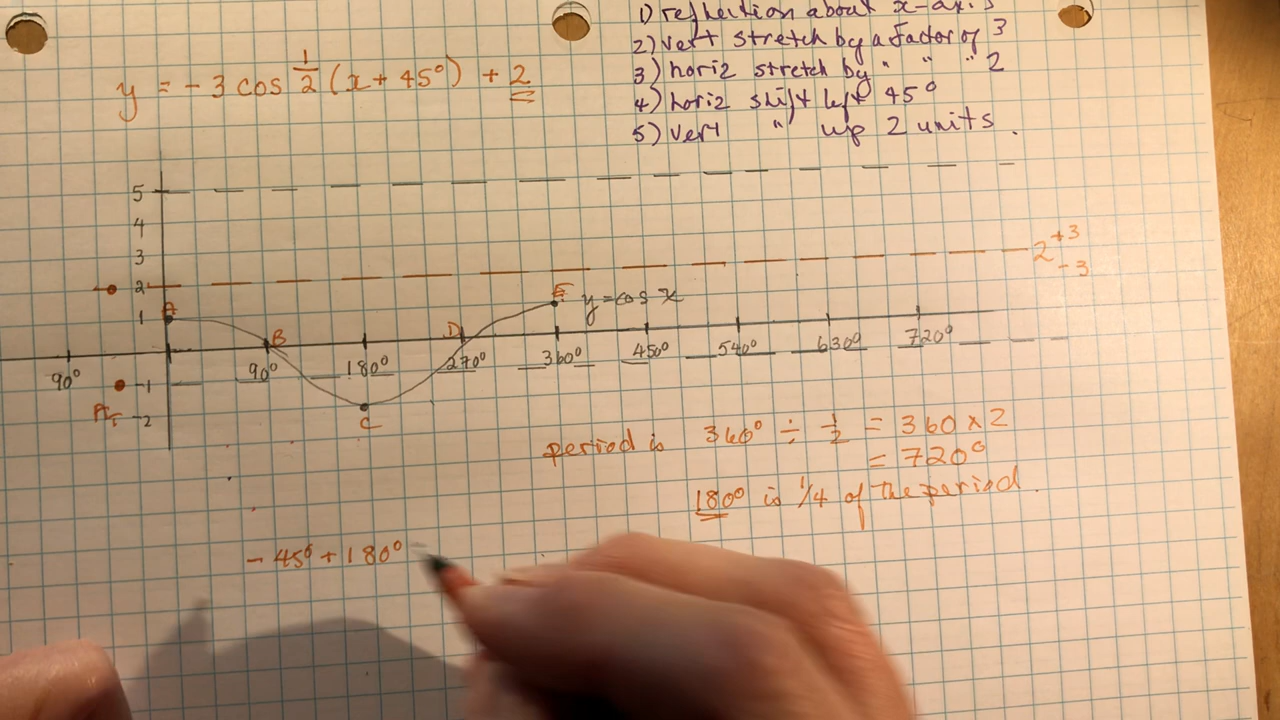 1) reflection about x-axis
2) vert stretch by a factor of 3
3) horiz stretch by " " " 2
4) horiz shift left 45°
5) vert " up 2 units.
y = -3 cos 1/2 (x + 45°) + 2
5
4
3
2
1
-1
-2
2 +3 -3
A
B
C
D
E
y = cos x
90°
90°
180°
270°
360°
450°
540°
630°
720°
period is 360° ÷ 1/2 = 360 x 2
= 720°
180° is 1/4 of the period.
-45° + 180°